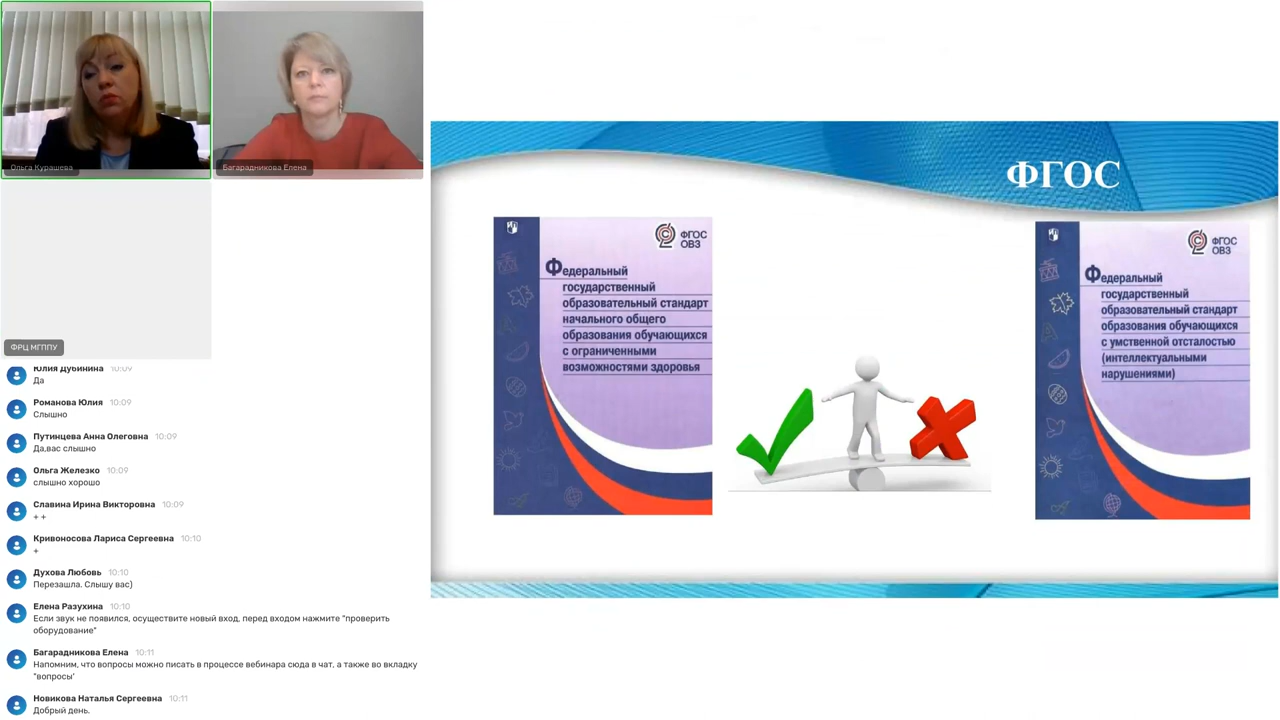 Ольга Курашева
Багарадникова Елена
ФРЦ МГППУ
Юлия Дубинина 10:09
Да
Романова Юлия 10:09
Слышно
Путинцева Анна Олеговна 10:09
Да,вас слышно
Ольга Железко 10:09
слышно хорошо
Славина Ирина Викторовна 10:09
+ +
Кривоносова Лариса Сергеевна 10:10
+
Духова Любовь 10:10
Перезашла. Слышу вас)
Елена Разухина 10:10
Если звук не появился, осуществите новый вход, перед входом нажмите "проверить
оборудование"
Багарадникова Елена 10:11
Напомним, что вопросы можно писать в процессе вебинара сюда в чат, а также во вкладку
"вопросы'
Новикова Наталья Сергеевна 10:11
Добрый день.
ФГОС
ФГОС
ОВЗ
Федеральный
государственный
образовательный стандарт
начального общего
образования обучающихся
с ограниченными
возможностями здоровья
ФГОС
ОВЗ
Федеральный
государственный
образовательный стандарт
образования обучающихся
с умственной отсталостью
(интеллектуальными
нарушениями)